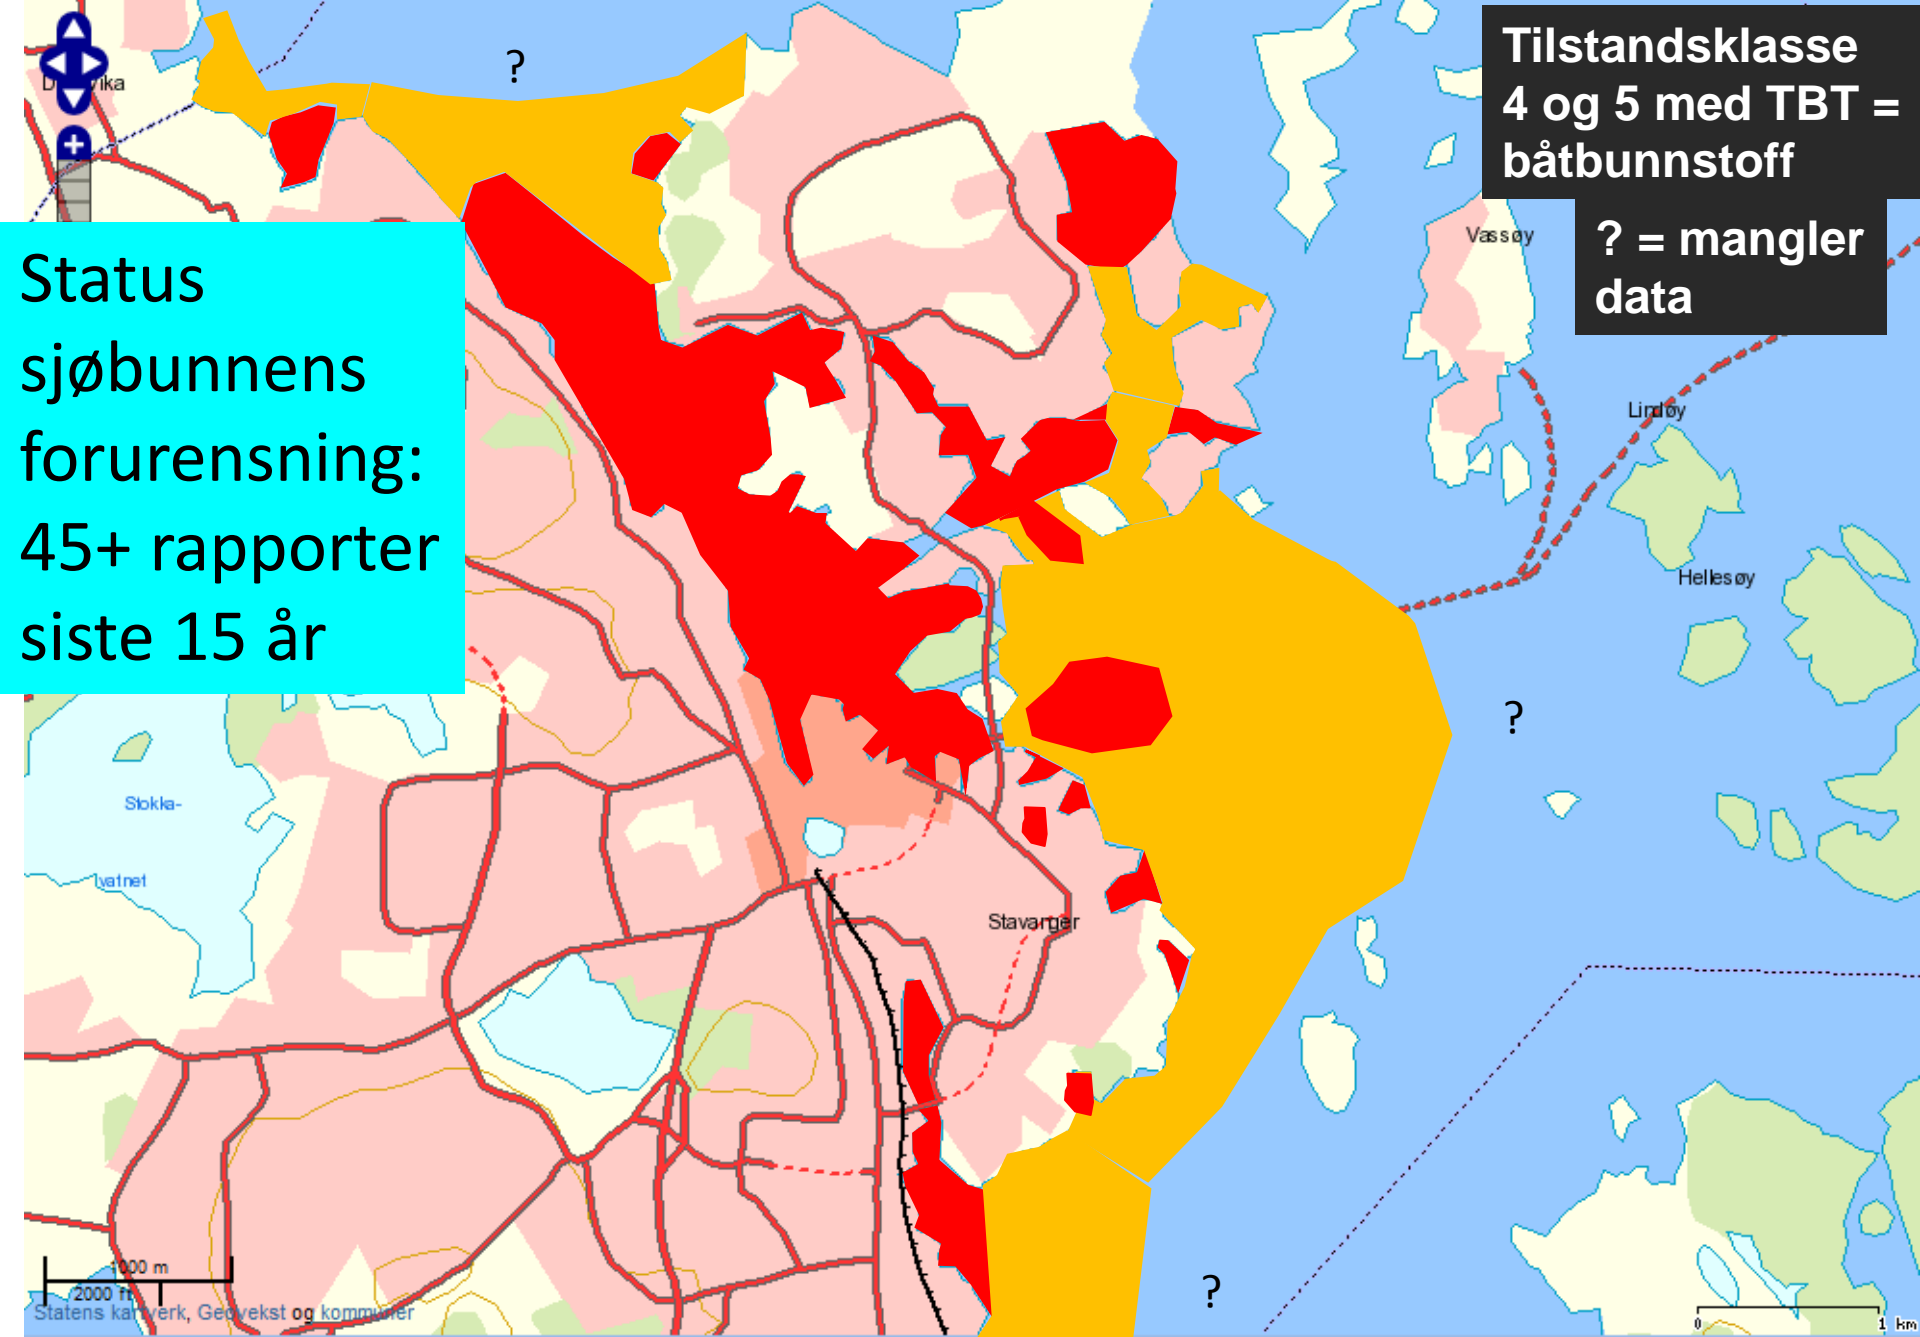 Tilstandsklasse
4 og 5 med TBT =
båtbunnstoff
? = mangler
data
Status
sjøbunnens
forurensning:
45+ rapporter
siste 15 år
?
?
?
Vassøy
Lindøy
Hellesøy
Stokka-
vatnet
Stavanger
1000 m
2000 ft
Statens kartverk, Geovekst og kommuner
0 1 km